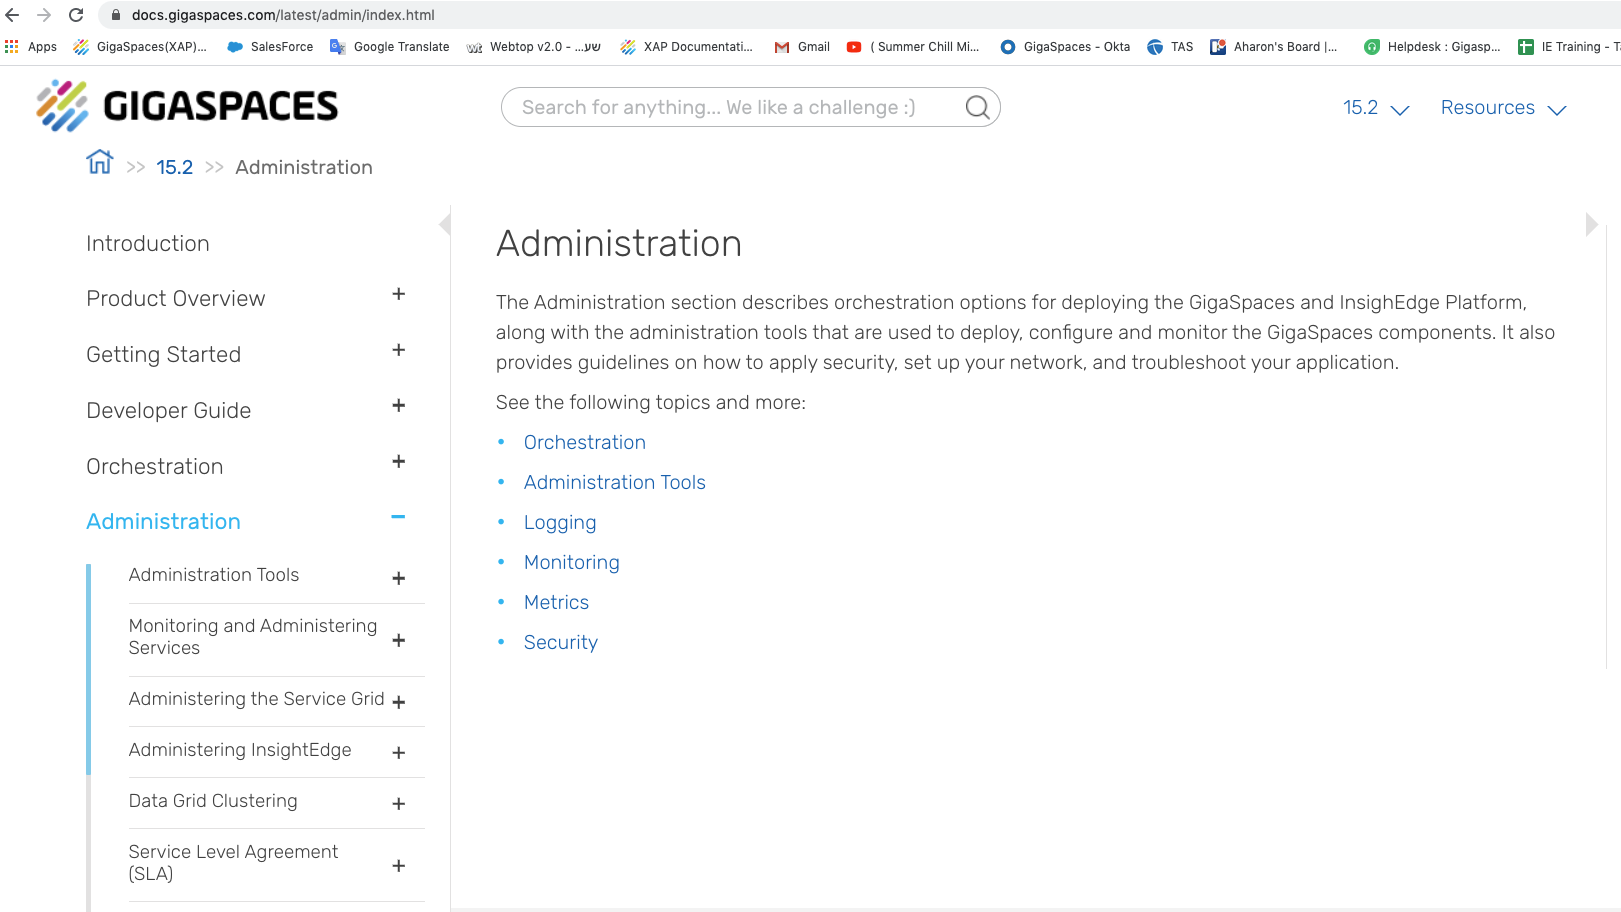 docs.gigaspaces.com/latest/admin/index.html
Apps
GigaSpaces(XAP)...
SalesForce
Google Translate
wt Webtop v2.0 - ...שע
XAP Documentati...
Gmail
( Summer Chill Mi...
GigaSpaces - Okta
TAS
Aharon's Board |...
Helpdesk : Gigasp...
IE Training - T
GIGASPACES
Search for anything... We like a challenge :)
15.2
Resources
>> 15.2 >> Administration
Introduction
Product Overview +
Getting Started +
Developer Guide +
Orchestration +
Administration −
Administration Tools +
Monitoring and Administering
Services +
Administering the Service Grid +
Administering InsightEdge +
Data Grid Clustering +
Service Level Agreement
(SLA) +
Administration
The Administration section describes orchestration options for deploying the GigaSpaces and InsighEdge Platform,
along with the administration tools that are used to deploy, configure and monitor the GigaSpaces components. It also
provides guidelines on how to apply security, set up your network, and troubleshoot your application.
See the following topics and more:
• Orchestration
• Administration Tools
• Logging
• Monitoring
• Metrics
• Security